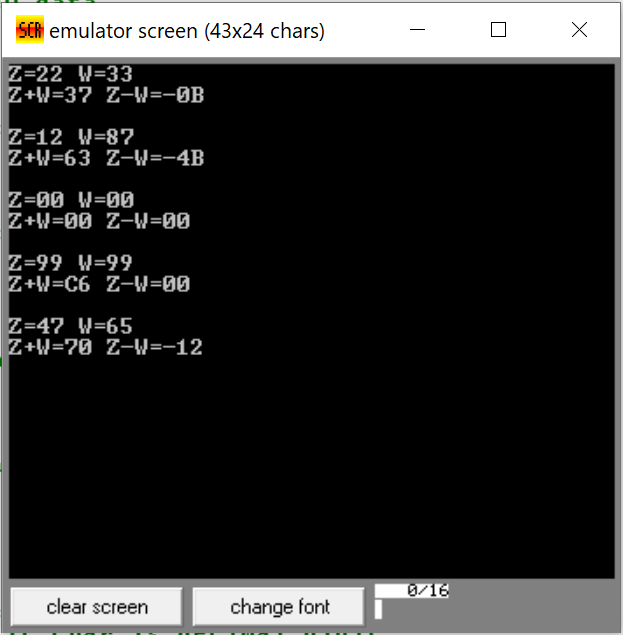 SCR emulator screen (43x24 chars)
Z=22 W=33
Z+W=37 Z-W=-0B
Z=12 W=87
Z+W=63 Z-W=-4B
Z=00 W=00
Z+W=00 Z-W=00
Z=99 W=99
Z+W=C6 Z-W=00
Z=47 W=65
Z+W=70 Z-W=-12
clear screen change font 0/16